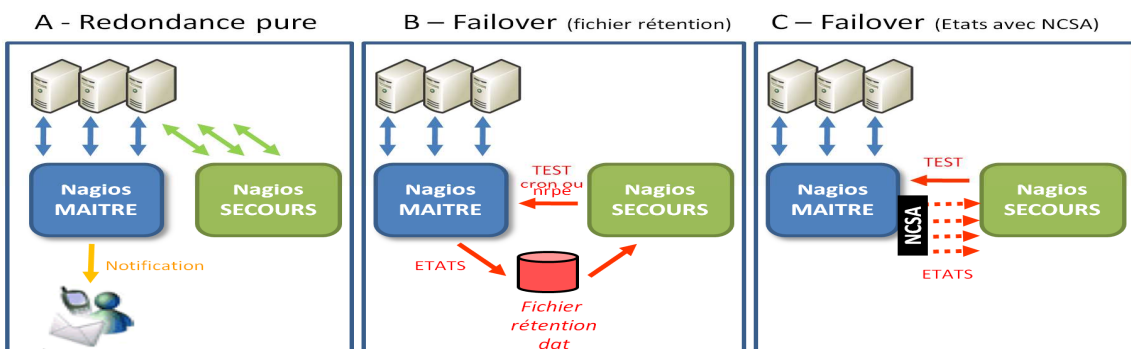 A - Redondance pure
B – Failover (fichier rétention)
C – Failover (Etats avec NCSA)
Nagios
MAITRE
Nagios
SECOURS
Notification
Nagios
MAITRE
TEST
cron ou
nrpe
Nagios
SECOURS
ETATS
Fichier
rétention
dat
Nagios
MAITRE
TEST
NCSA
Nagios
SECOURS
ETATS